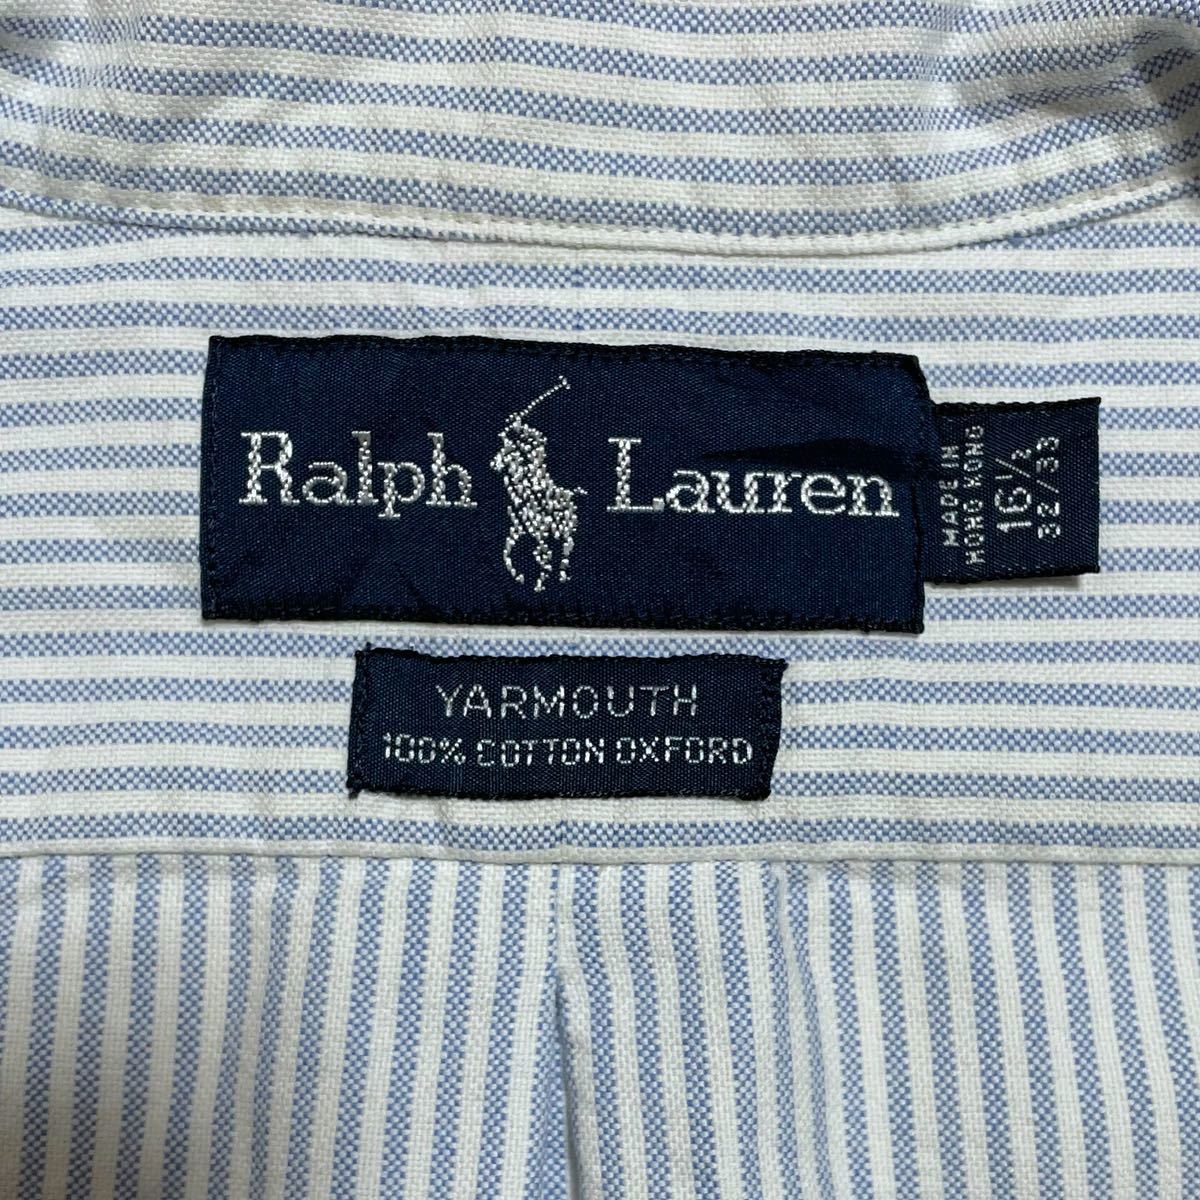 Ralph Lauren
MADE IN
HONG KONG
16 1/2
32/33
YARMOUTH
100% COTTON OXFORD